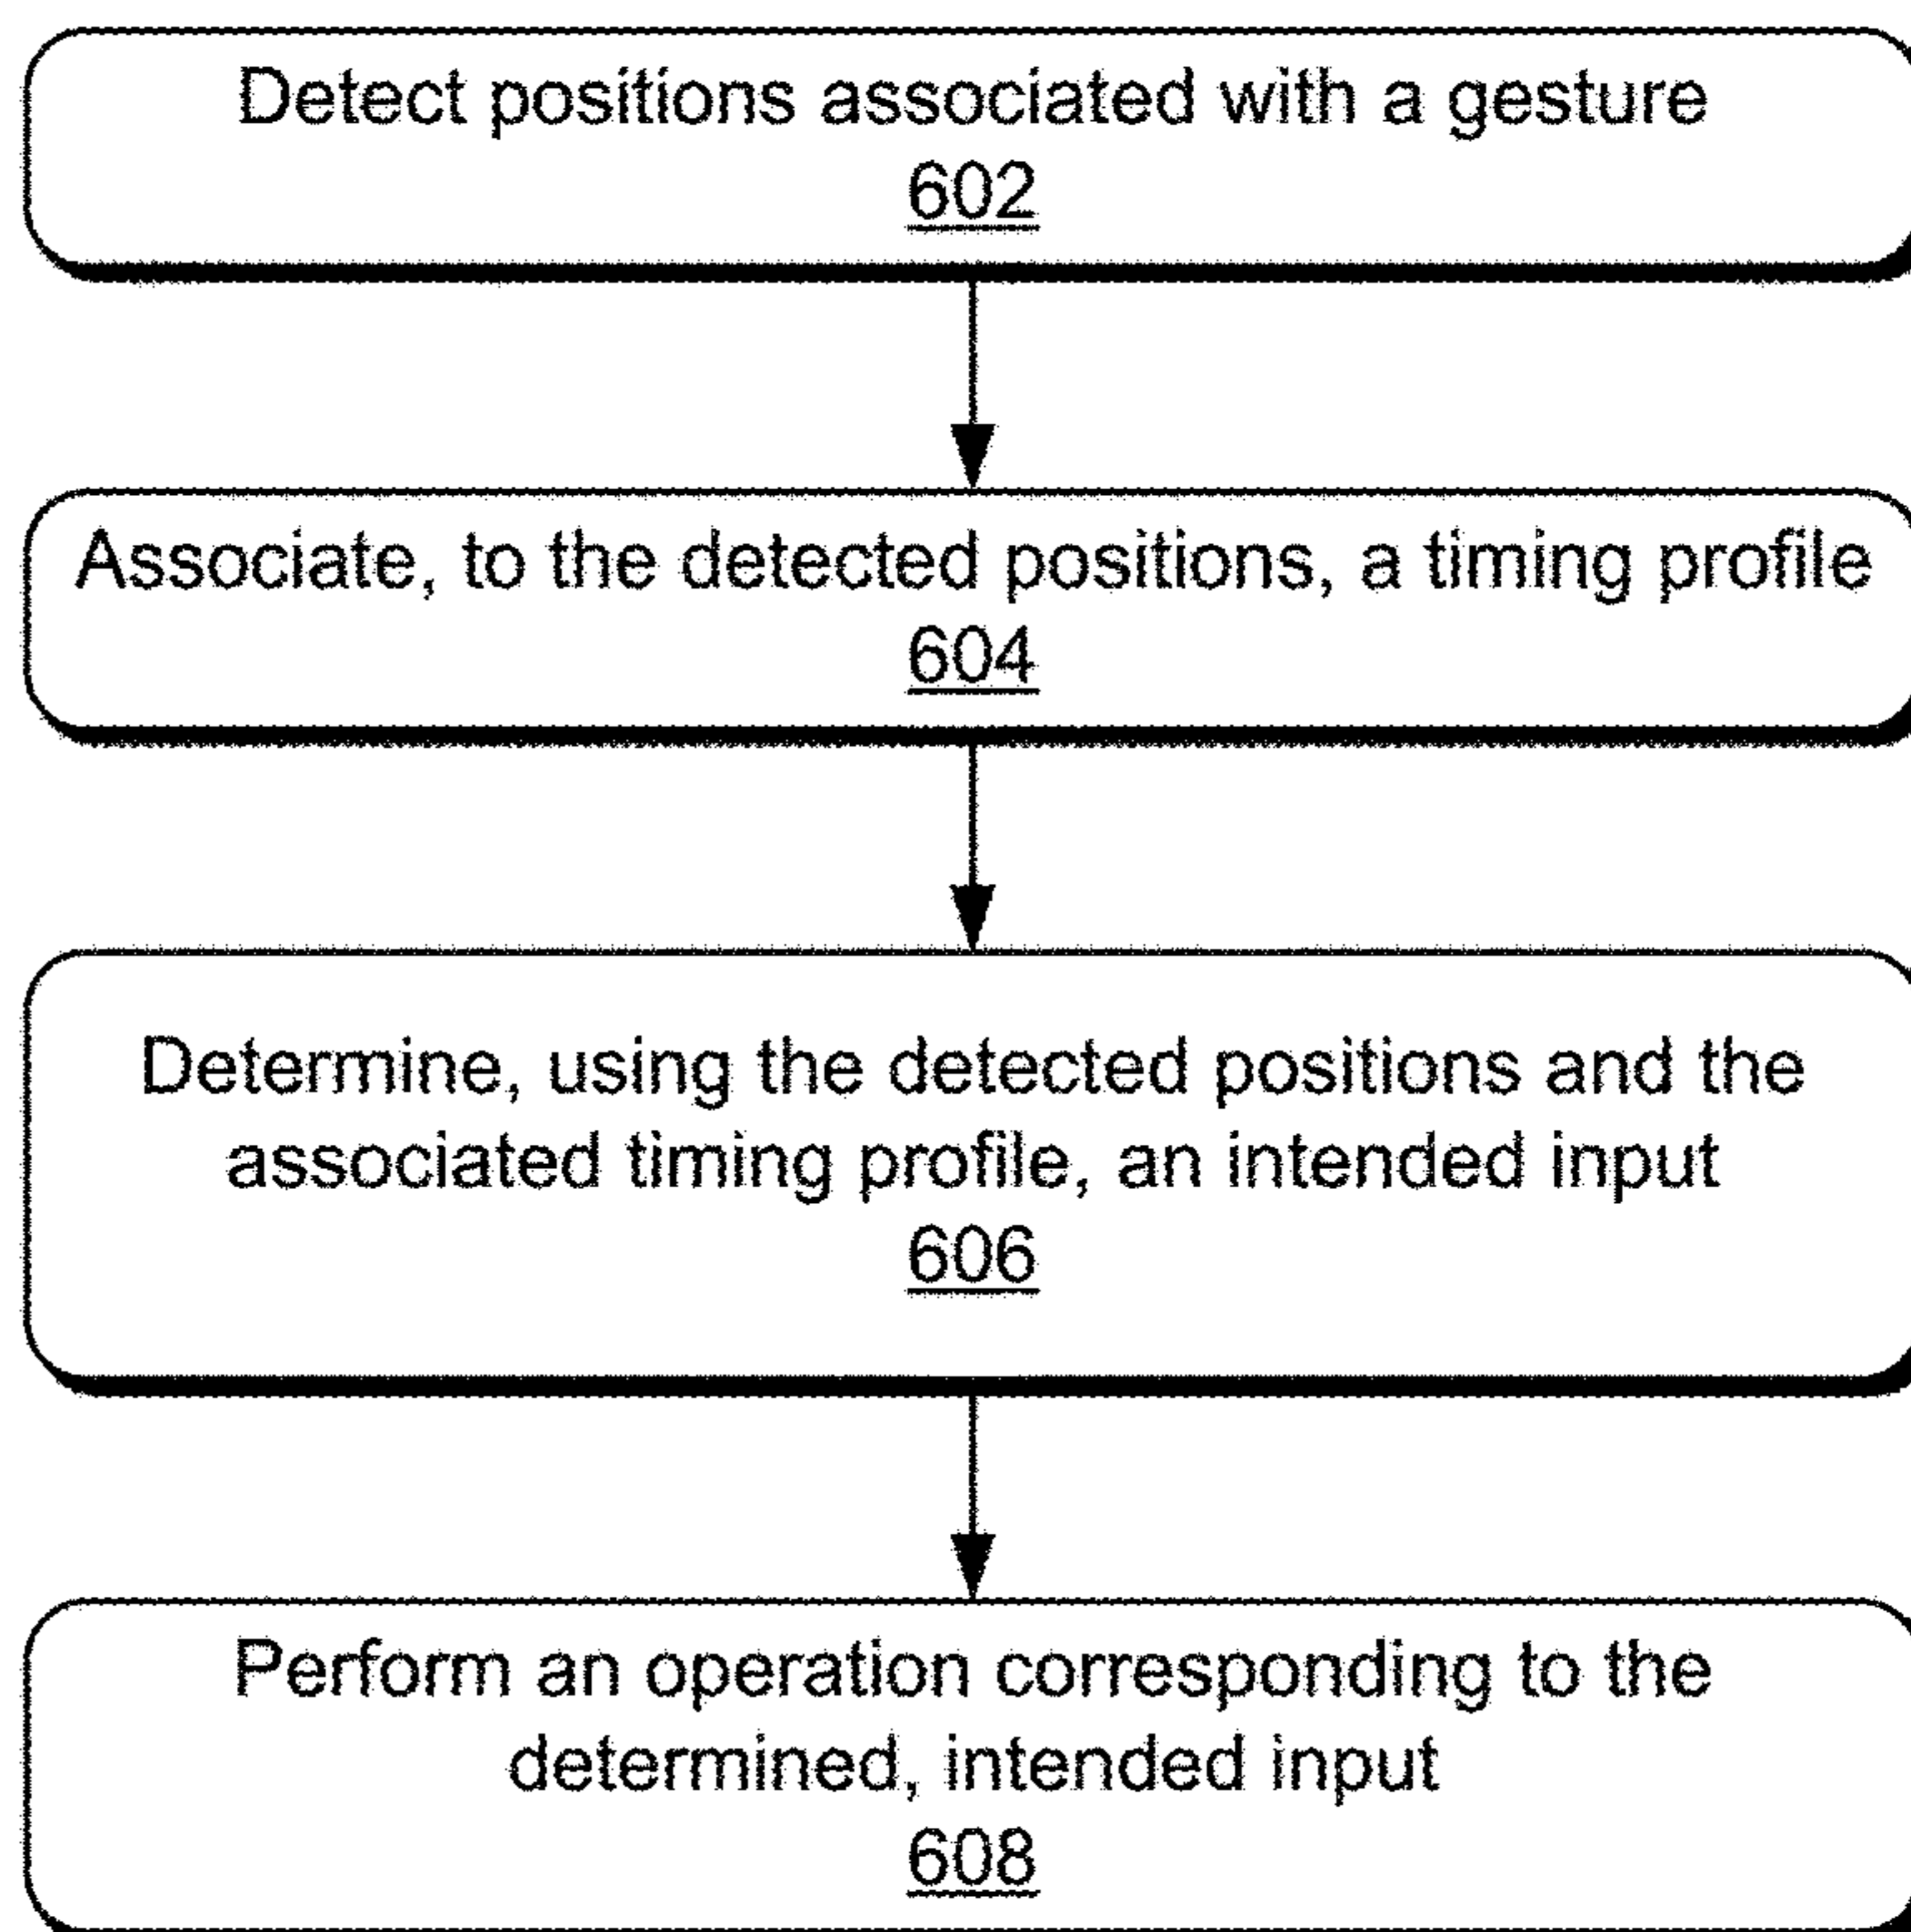 Detect positions associated with a gesture
602
Associate, to the detected positions, a timing profile
604
Determine, using the detected positions and the
associated timing profile, an intended input
606
Perform an operation corresponding to the
determined, intended input
608